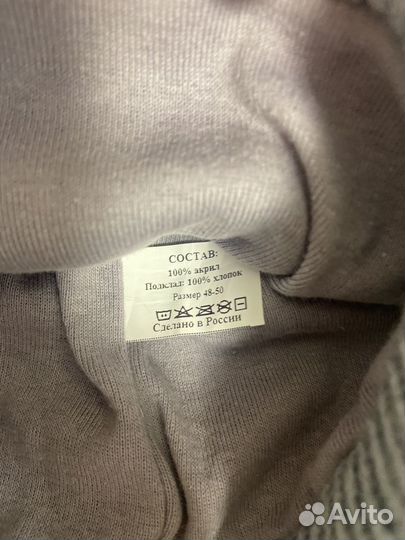 СОСТАВ:
100% акрил
Подклад: 100% хлопок
Размер 48-50
Сделано в России
Avito